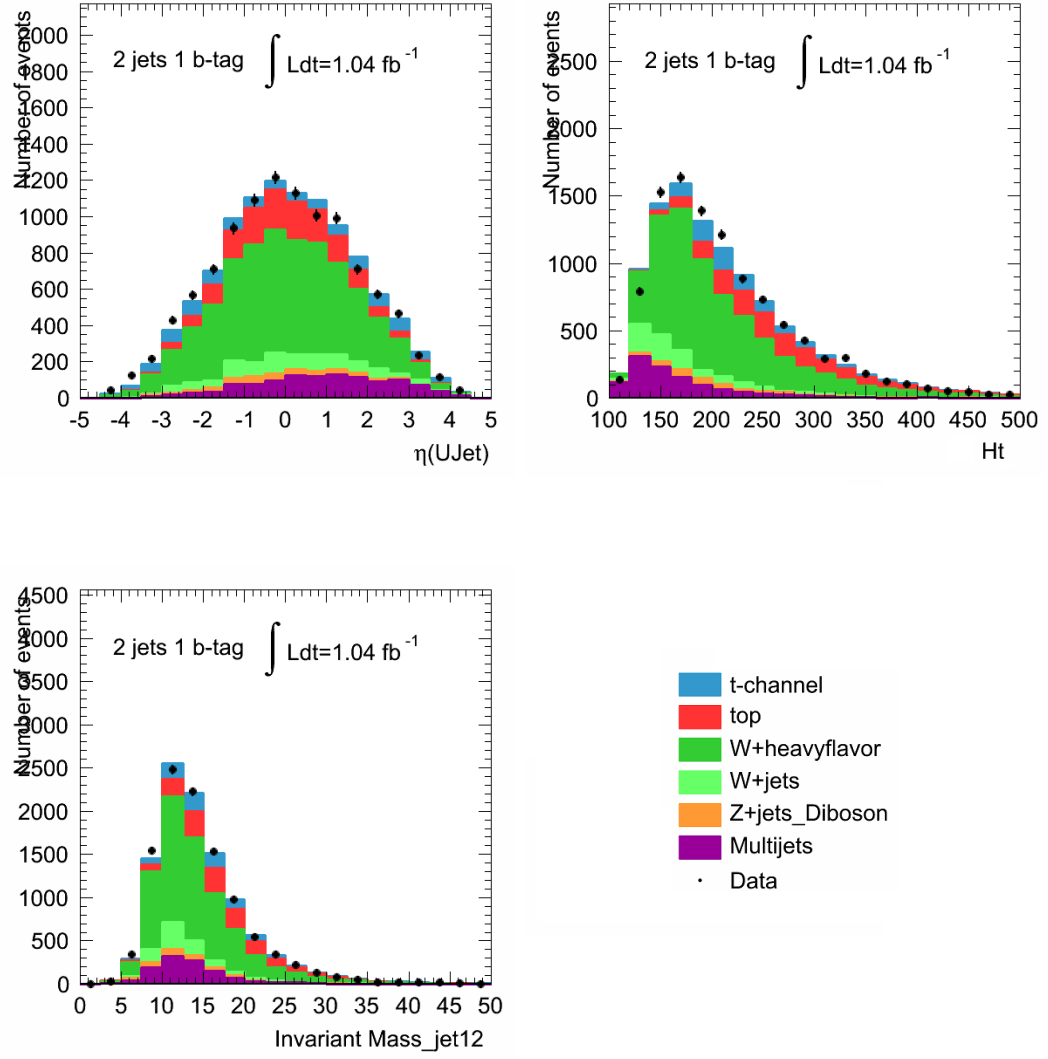 Number of events
2 jets 1 b-tag ∫ Ldt=1.04 fb⁻¹
2000
1800
1600
1400
1200
1000
800
600
400
200
0
-5 -4 -3 -2 -1 0 1 2 3 4 5
η(UJet)
Number of events
2 jets 1 b-tag ∫ Ldt=1.04 fb⁻¹
2500
2000
1500
1000
500
0
100 150 200 250 300 350 400 450 500
Ht
Number of events
2 jets 1 b-tag ∫ Ldt=1.04 fb⁻¹
4500
4000
3500
3000
2500
2000
1500
1000
500
0
0 5 10 15 20 25 30 35 40 45 50
Invariant Mass_jet12
t-channel
top
W+heavyflavor
W+jets
Z+jets_Diboson
Multijets
Data